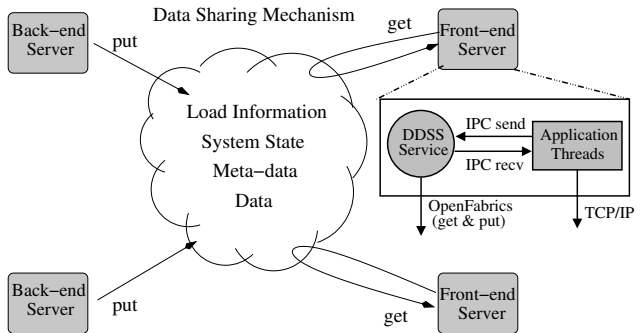 Data Sharing Mechanism
Back−end
Server
put
get
Front−end
Server
Load Information
System State
Meta−data
Data
DDSS
Service
IPC send
IPC recv
Application
Threads
OpenFabrics
(get & put)
TCP/IP
Back−end
Server
put
get
Front−end
Server